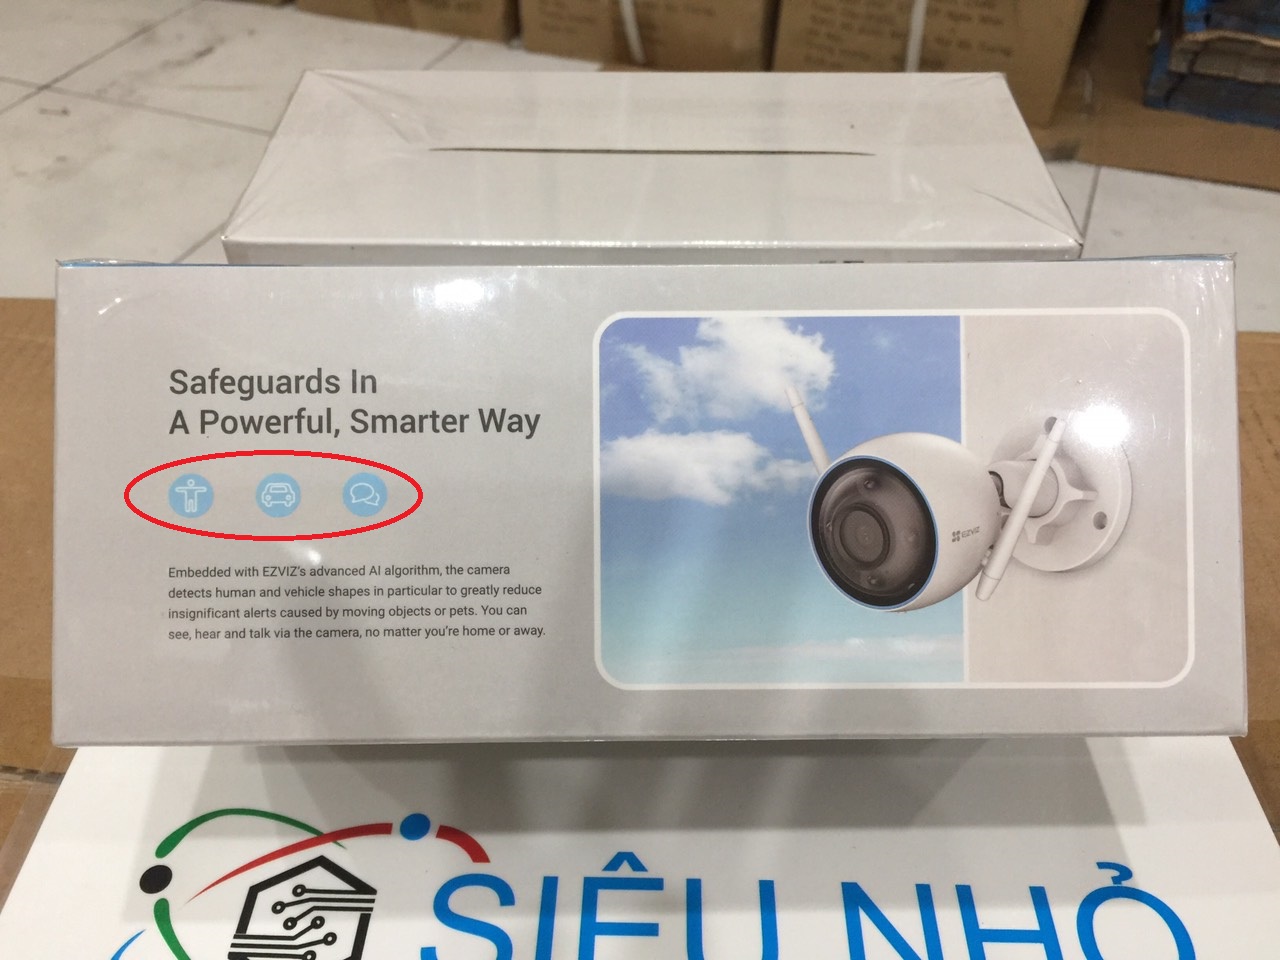 Safeguards In
A Powerful, Smarter Way
Embedded with EZVIZ's advanced AI algorithm, the camera
detects human and vehicle shapes in particular to greatly reduce
insignificant alerts caused by moving objects or pets. You can
see, hear and talk via the camera, no matter you're home or away.
EZVIZ
SIÊU NHỎ